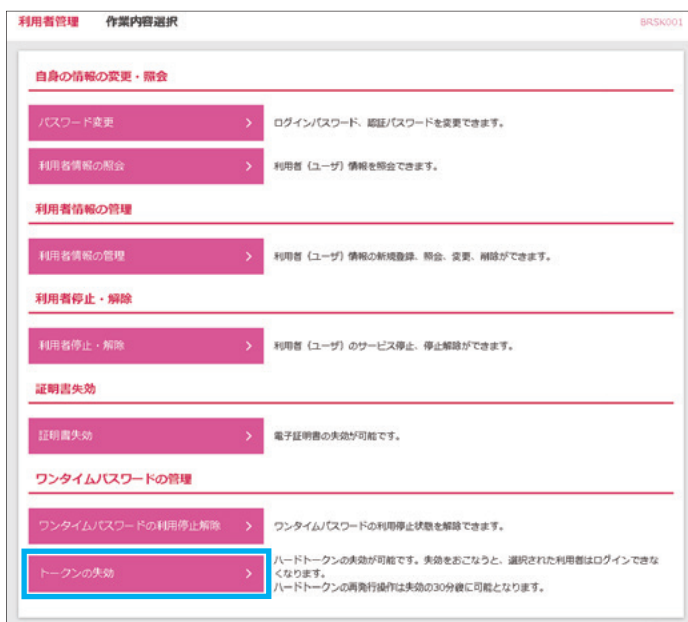 利用者管理 作業内容選択 BRSK001
自身の情報の変更・照会
パスワード変更 ログインパスワード、認証パスワードを変更できます。
利用者情報の照会 利用者（ユーザ）情報を照会できます。
利用者情報の管理
利用者情報の管理 利用者（ユーザ）情報の新規登録、照会、変更、削除ができます。
利用者停止・解除
利用者停止・解除 利用者（ユーザ）のサービス停止、停止解除ができます。
証明書失効
証明書失効 電子証明書の失効が可能です。
ワンタイムパスワードの管理
ワンタイムパスワードの利用停止解除 ワンタイムパスワードの利用停止状態を解除できます。
トークンの失効 ハードトークンの失効が可能です。失効をおこなうと、選択された利用者はログインできな
くなります。
ハードトークンの再発行操作は失効の30分後に可能となります。